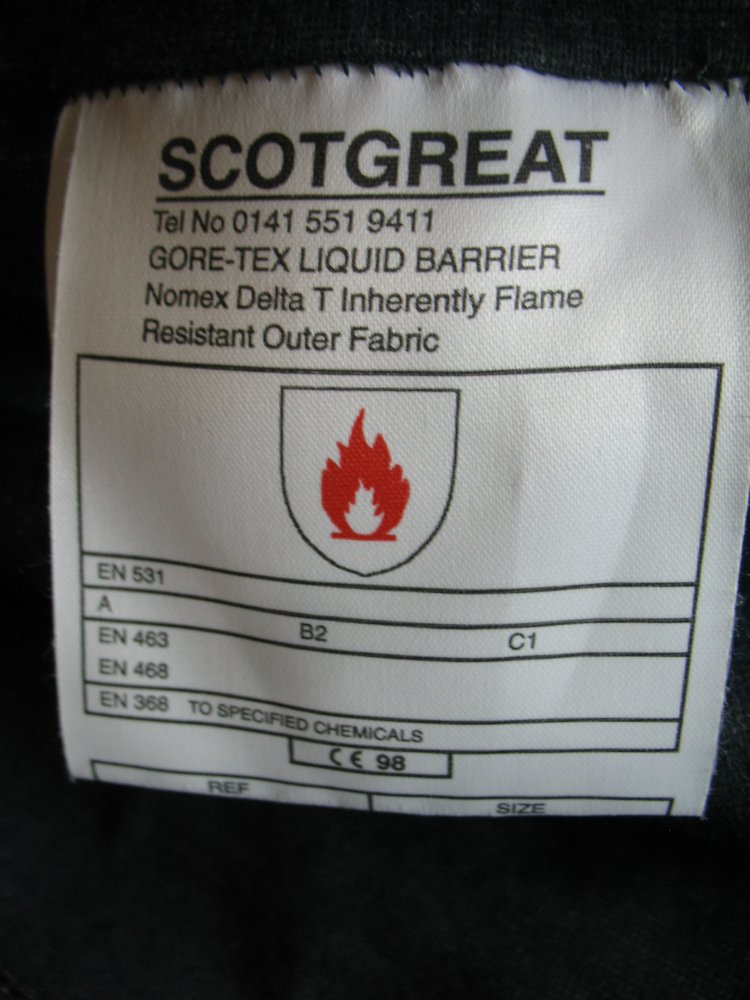 SCOTGREAT
Tel No 0141 551 9411
GORE-TEX LIQUID BARRIER
Nomex Delta T Inherently Flame
Resistant Outer Fabric
EN 531
A B2 C1
EN 463
EN 468
EN 368 TO SPECIFIED CHEMICALS
CE 98
REF SIZE